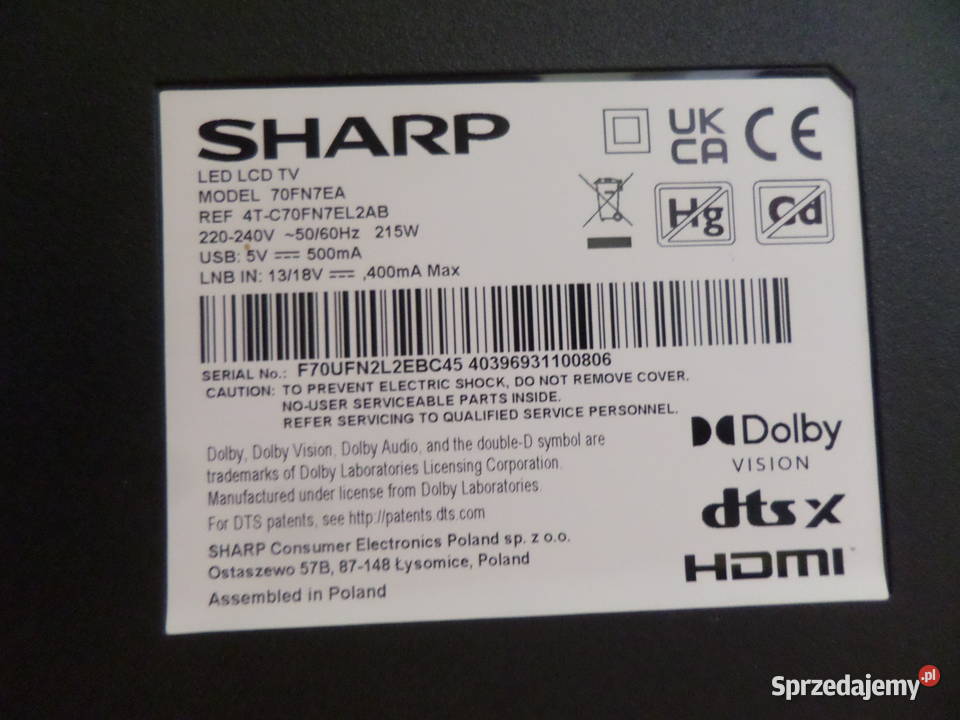 SHARP
LED LCD TV
MODEL 70FN7EA
REF 4T-C70FN7EL2AB
220-240V ~50/60Hz 215W
USB: 5V ⎓ 500mA
LNB IN: 13/18V ⎓ ,400mA Max
UK
CA
CE
Hg
Cd
SERIAL No.: F70UFN2L2EBC45 40396931100806
CAUTION: TO PREVENT ELECTRIC SHOCK, DO NOT REMOVE COVER.
NO-USER SERVICEABLE PARTS INSIDE.
REFER SERVICING TO QUALIFIED SERVICE PERSONNEL.
Dolby, Dolby Vision, Dolby Audio, and the double-D symbol are
trademarks of Dolby Laboratories Licensing Corporation.
Manufactured under license from Dolby Laboratories.
For DTS patents, see http://patents.dts.com
SHARP Consumer Electronics Poland sp. z o.o.
Ostaszewo 57B, 87-148 Łysomice, Poland
Assembled in Poland
Dolby
VISION
dts X
HDMI
Sprzedajemy.pl